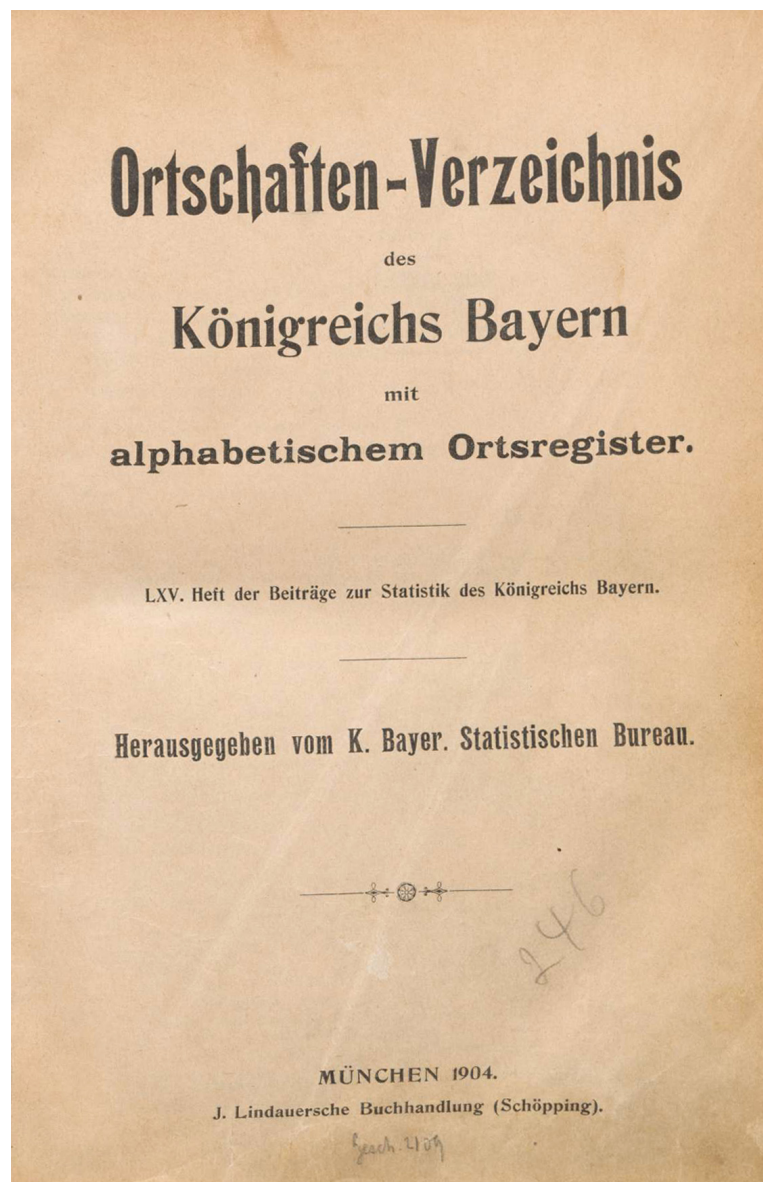 Ortschaften-Verzeichnis
des
Königreichs Bayern
mit
alphabetischem Ortsregister.
LXV. Heft der Beiträge zur Statistik des Königreichs Bayern.
Herausgegeben vom K. Bayer. Statistischen Bureau.
246
MÜNCHEN 1904.
J. Lindauersche Buchhandlung (Schöpping).